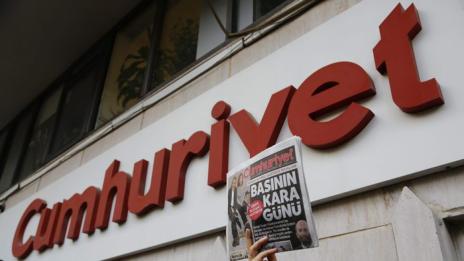 Cumhuriyet
Cumhuriyet
BASININ
KARA
GÜNÜ